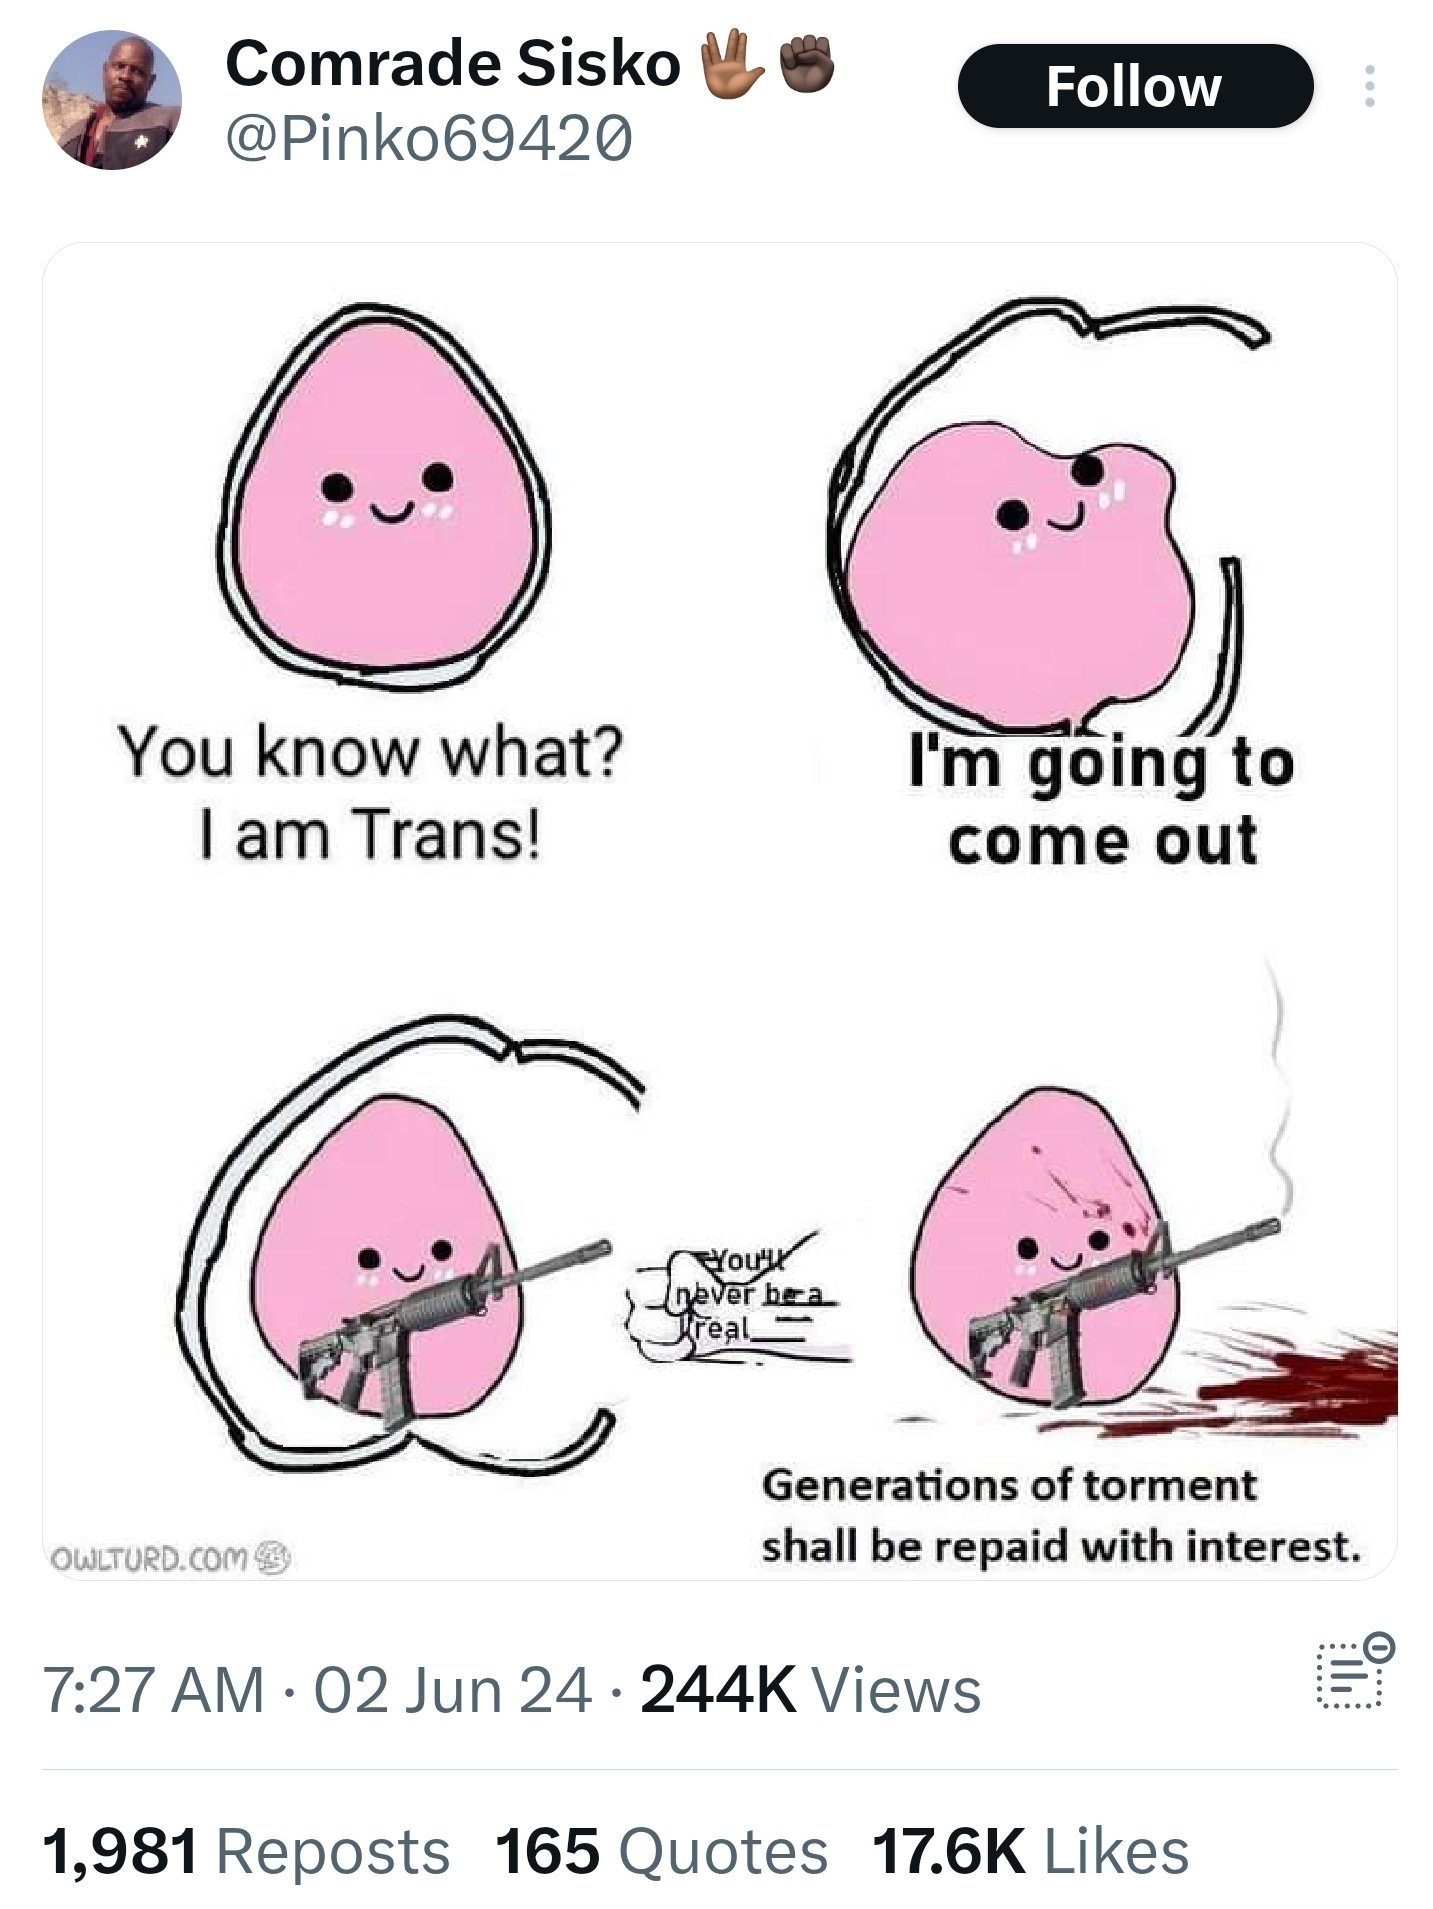 Comrade Sisko 🖖🏾✊🏿
Follow
@Pinko69420
You know what?
I am Trans!
I'm going to
come out
You'll
never be a
real
Generations of torment
shall be repaid with interest.
OWLTURD.COM
7:27 AM · 02 Jun 24 · 244K Views
1,981 Reposts 165 Quotes 17.6K Likes